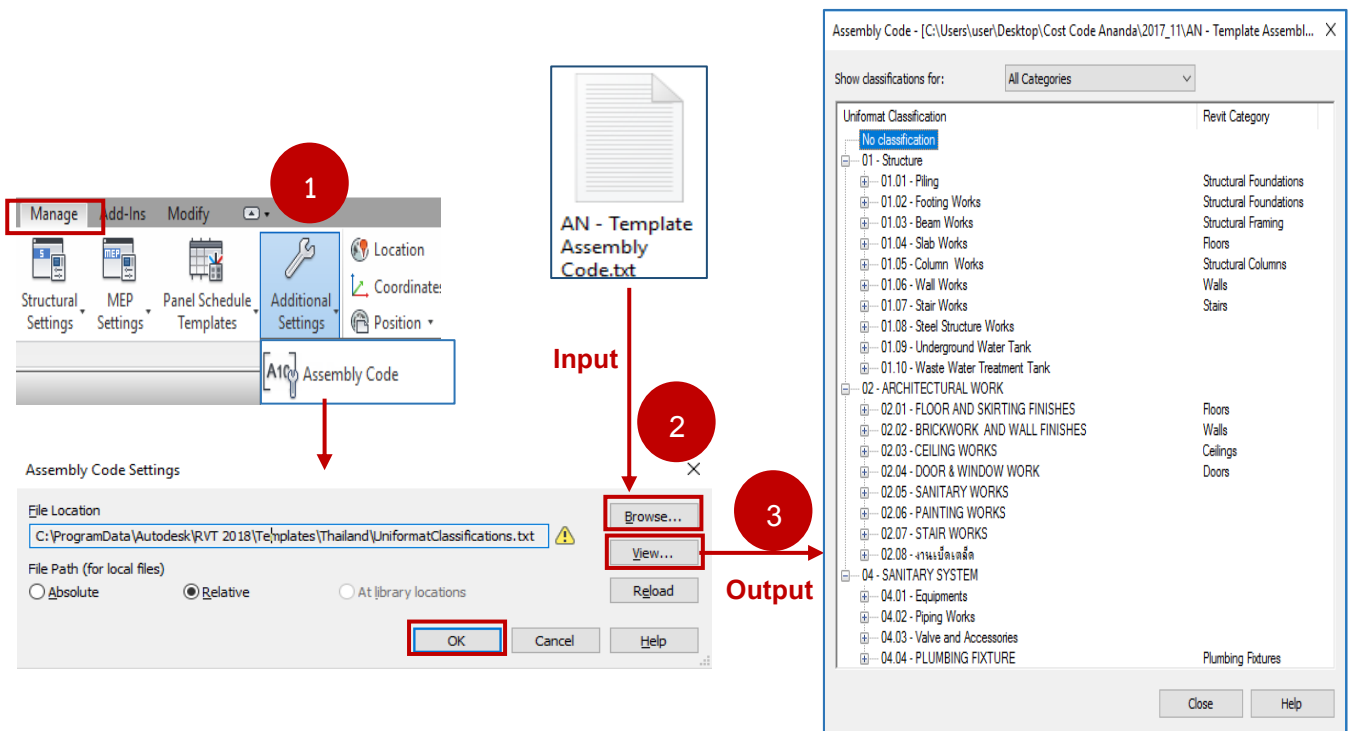 1
Manage Add-Ins Modify
Structural Settings
MEP Settings
Panel Schedule Templates
Additional Settings
Location
Coordinates
Position
A10 Assembly Code
AN - Template
Assembly
Code.txt
Input
2
Assembly Code Settings
File Location
C:\ProgramData\Autodesk\RVT 2018\Templates\Thailand\UniformatClassifications.txt
Browse...
View...
File Path (for local files)
Absolute Relative At library locations
Reload
OK Cancel Help
3
Output
Assembly Code - [C:\Users\user\Desktop\Cost Code Ananda\2017_11\AN - Template Assembl... X
Show classifications for: All Categories
Uniformat Classification Revit Category
No classification
01 - Structure
01.01 - Piling Structural Foundations
01.02 - Footing Works Structural Foundations
01.03 - Beam Works Structural Framing
01.04 - Slab Works Floors
01.05 - Column Works Structural Columns
01.06 - Wall Works Walls
01.07 - Stair Works Stairs
01.08 - Steel Structure Works
01.09 - Underground Water Tank
01.10 - Waste Water Treatment Tank
02 - ARCHITECTURAL WORK
02.01 - FLOOR AND SKIRTING FINISHES Floors
02.02 - BRICKWORK AND WALL FINISHES Walls
02.03 - CEILING WORKS Ceilings
02.04 - DOOR & WINDOW WORK Doors
02.05 - SANITARY WORKS
02.06 - PAINTING WORKS
02.07 - STAIR WORKS
02.08 - งานเบ็ดเตล็ด
04 - SANITARY SYSTEM
04.01 - Equipments
04.02 - Piping Works
04.03 - Valve and Accessories
04.04 - PLUMBING FIXTURE Plumbing Fixtures
Close Help